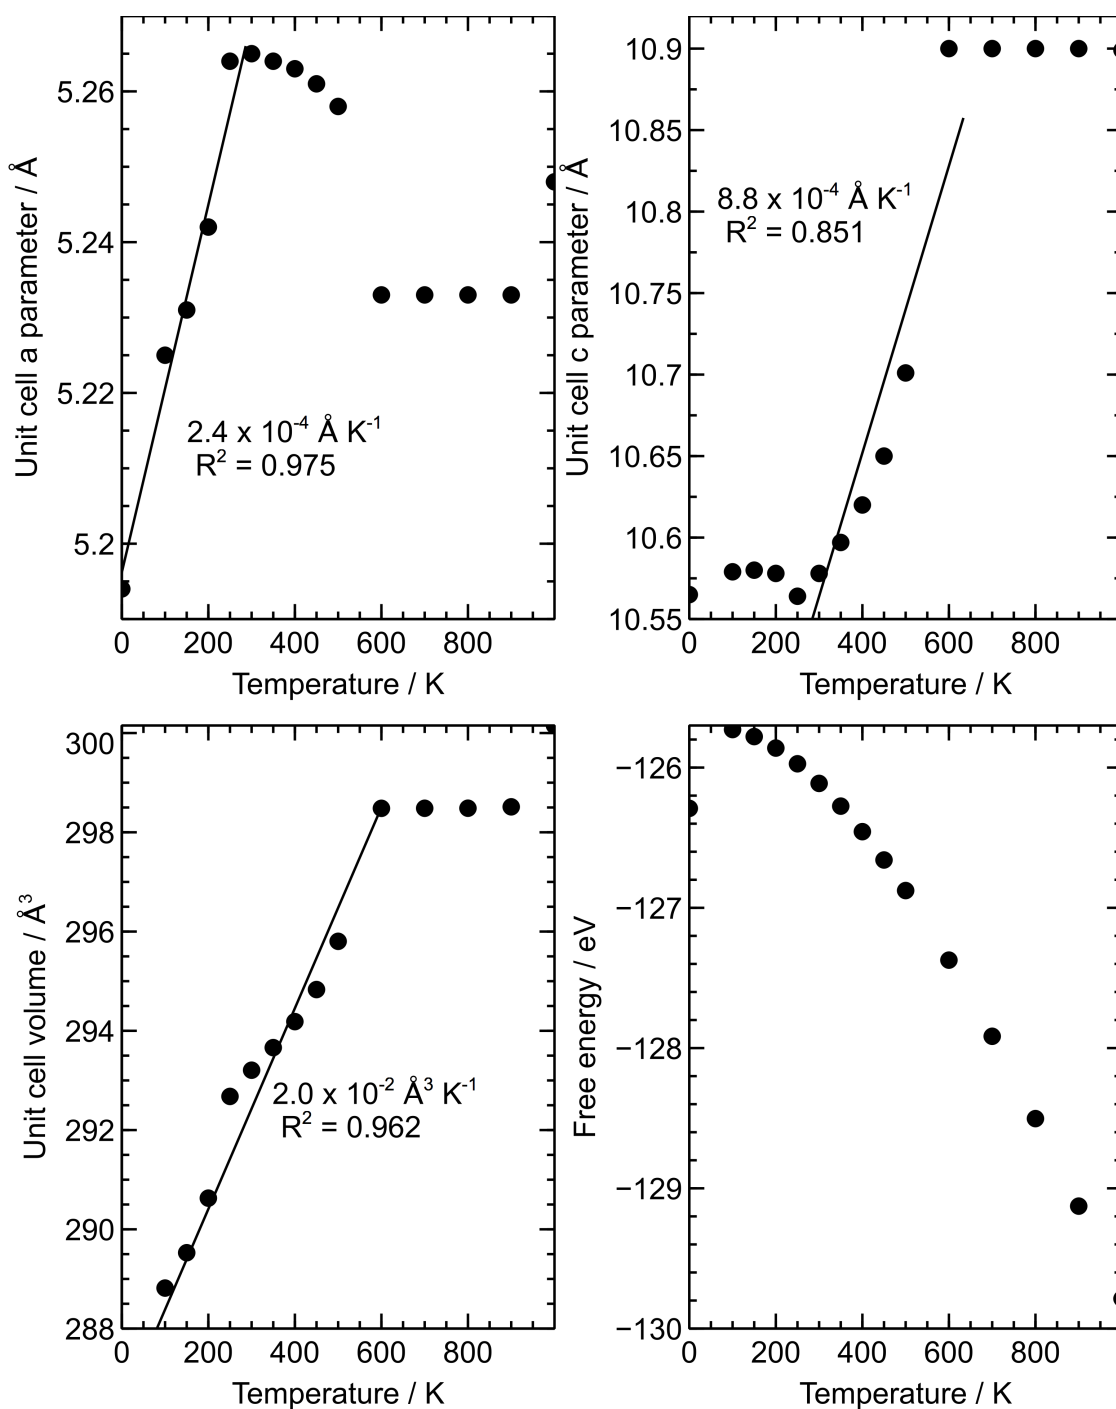 Unit cell a parameter / Å
5.26
5.24
5.22
5.2
2.4 x 10⁻⁴ Å K⁻¹
R² = 0.975
0 200 400 600 800
Temperature / K
Unit cell c parameter / Å
10.9
10.85
10.8
10.75
10.7
10.65
10.6
10.55
8.8 x 10⁻⁴ Å K⁻¹
R² = 0.851
0 200 400 600 800
Temperature / K
Unit cell volume / Å³
300
298
296
294
292
290
288
2.0 x 10⁻² Å³ K⁻¹
R² = 0.962
0 200 400 600 800
Temperature / K
Free energy / eV
−126
−127
−128
−129
−130
0 200 400 600 800
Temperature / K